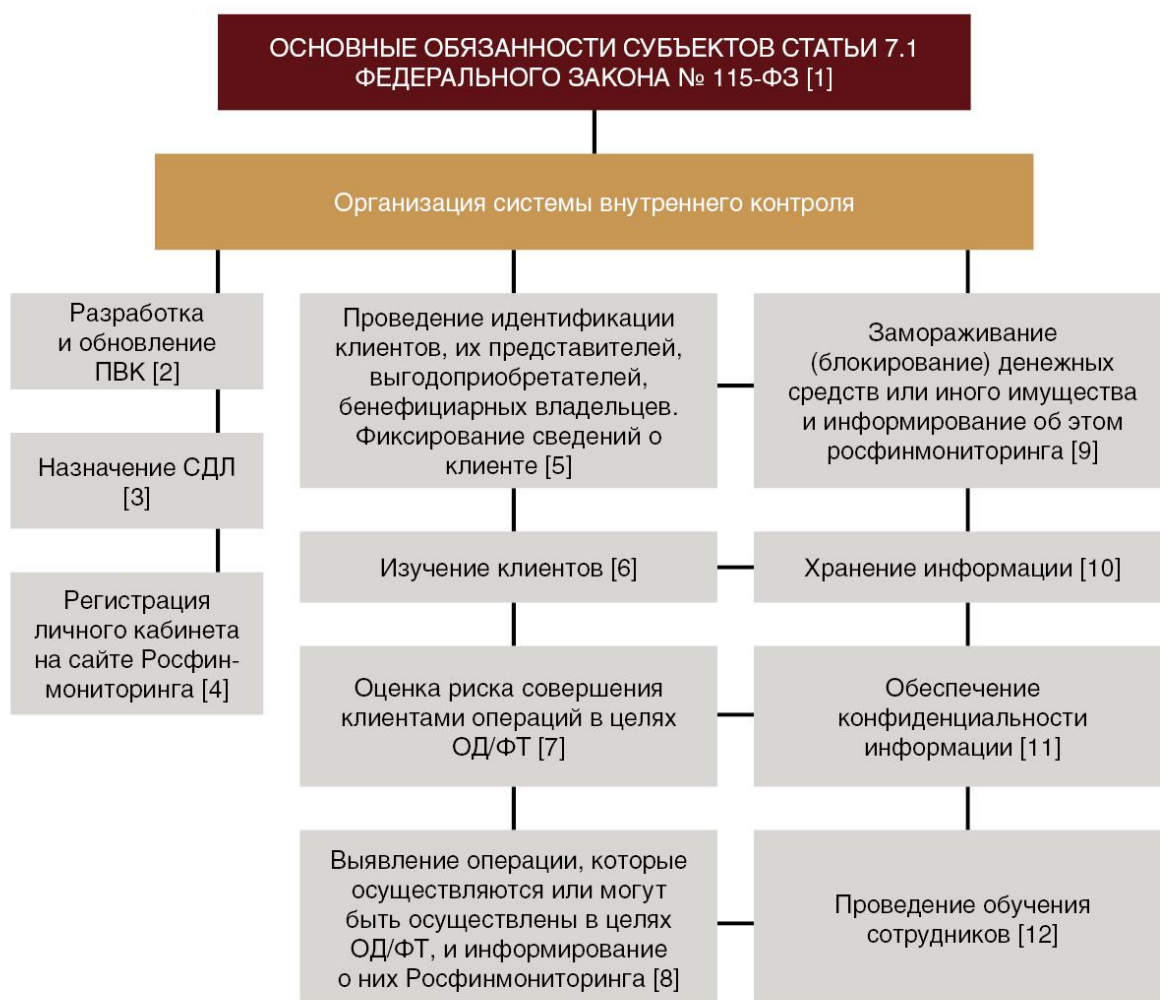 ОСНОВНЫЕ ОБЯЗАННОСТИ СУБЪЕКТОВ СТАТЬИ 7.1
ФЕДЕРАЛЬНОГО ЗАКОНА № 115-ФЗ [1]
Организация системы внутреннего контроля
Разработка
и обновление
ПВК [2]
Назначение СДЛ
[3]
Регистрация
личного кабинета
на сайте Росфин-
мониторинга [4]
Проведение идентификации
клиентов, их представителей,
выгодоприобретателей,
бенефициарных владельцев.
Фиксирование сведений о
клиенте [5]
Изучение клиентов [6]
Оценка риска совершения
клиентами операций в целях
ОД/ФТ [7]
Выявление операции, которые
осуществляются или могут
быть осуществлены в целях
ОД/ФТ, и информирование
о них Росфинмониторинга [8]
Замораживание
(блокирование) денежных
средств или иного имущества
и информирование об этом
росфинмониторинга [9]
Хранение информации [10]
Обеспечение
конфиденциальности
информации [11]
Проведение обучения
сотрудников [12]